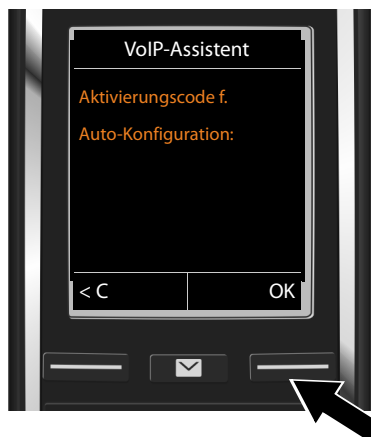 VoIP-Assistent
Aktivierungscode f.
Auto-Konfiguration:
< C
OK